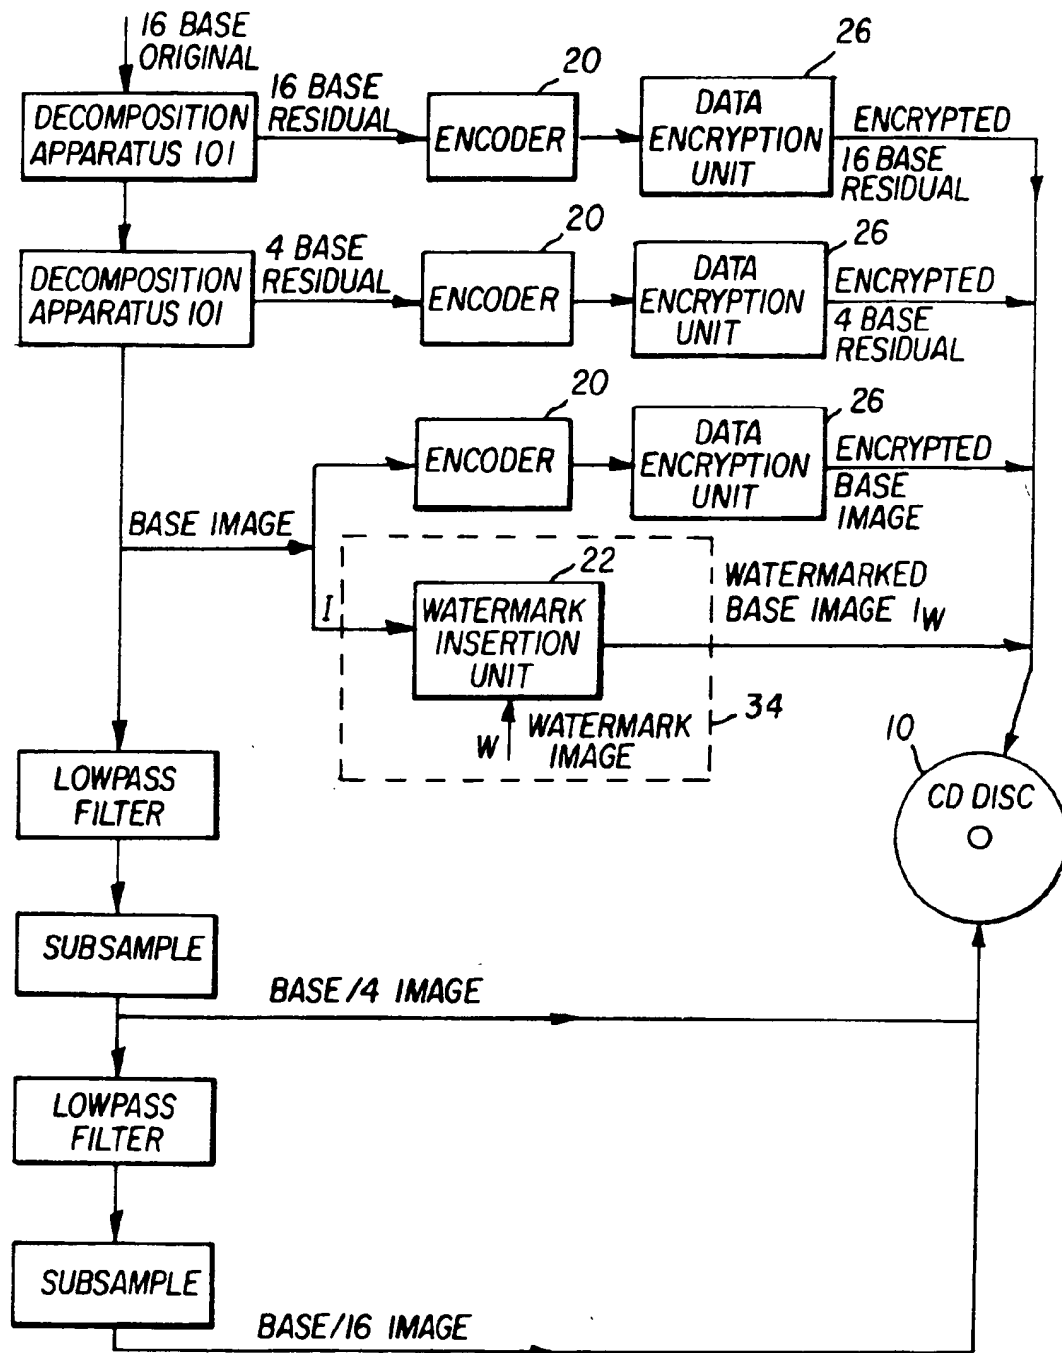 16 BASE
ORIGINAL
DECOMPOSITION
APPARATUS 101
16 BASE
RESIDUAL
20
ENCODER
26
DATA
ENCRYPTION
UNIT
ENCRYPTED
16 BASE
RESIDUAL
DECOMPOSITION
APPARATUS 101
4 BASE
RESIDUAL
20
ENCODER
26
DATA
ENCRYPTION
UNIT
ENCRYPTED
4 BASE
RESIDUAL
20
ENCODER
26
DATA
ENCRYPTION
UNIT
ENCRYPTED
BASE
IMAGE
BASE IMAGE
I
22
WATERMARK
INSERTION
UNIT
WATERMARKED
BASE IMAGE IW
W
WATERMARK
IMAGE
34
10
CD DISC
LOWPASS
FILTER
SUBSAMPLE
BASE/4 IMAGE
LOWPASS
FILTER
SUBSAMPLE
BASE/16 IMAGE